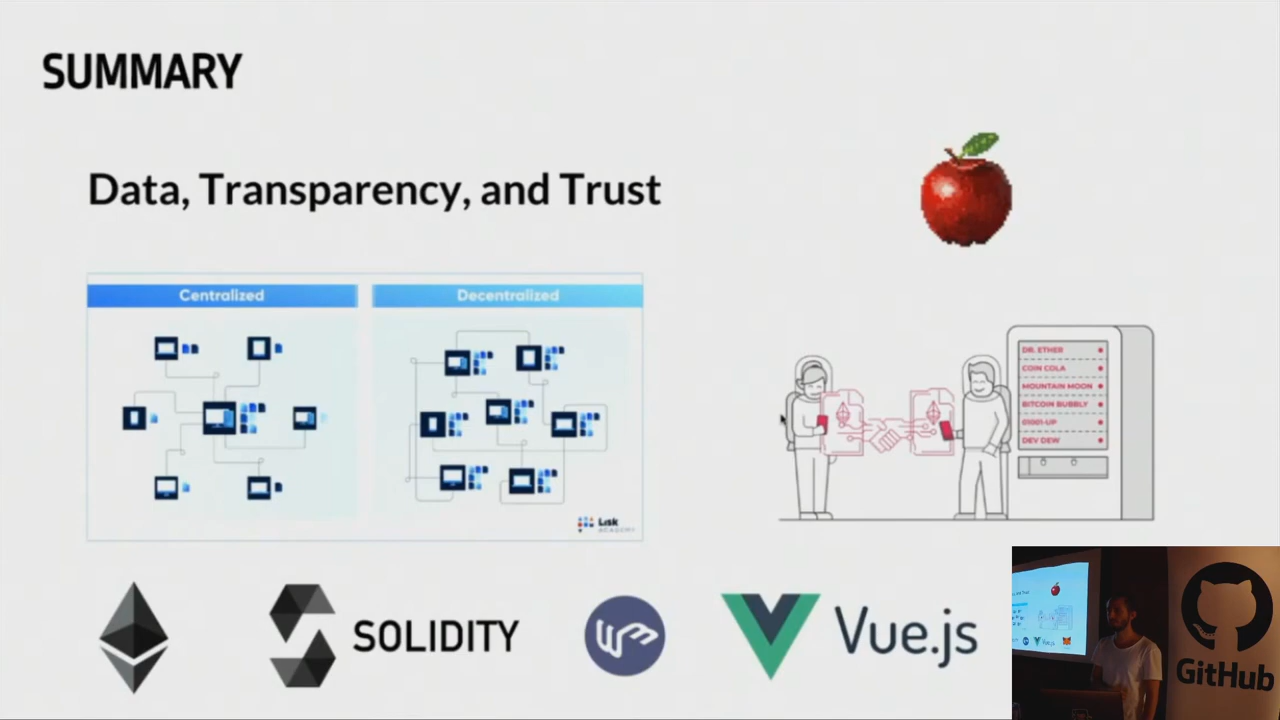 SUMMARY
Data, Transparency, and Trust
Centralized
Decentralized
Lisk
ACADEMY
DR. ETHER
COIN COLA
MOUNTAIN MOON
BITCOIN BUBBLY
01001-UP
DEV DEW
SOLIDITY
Vue.js
GitHub